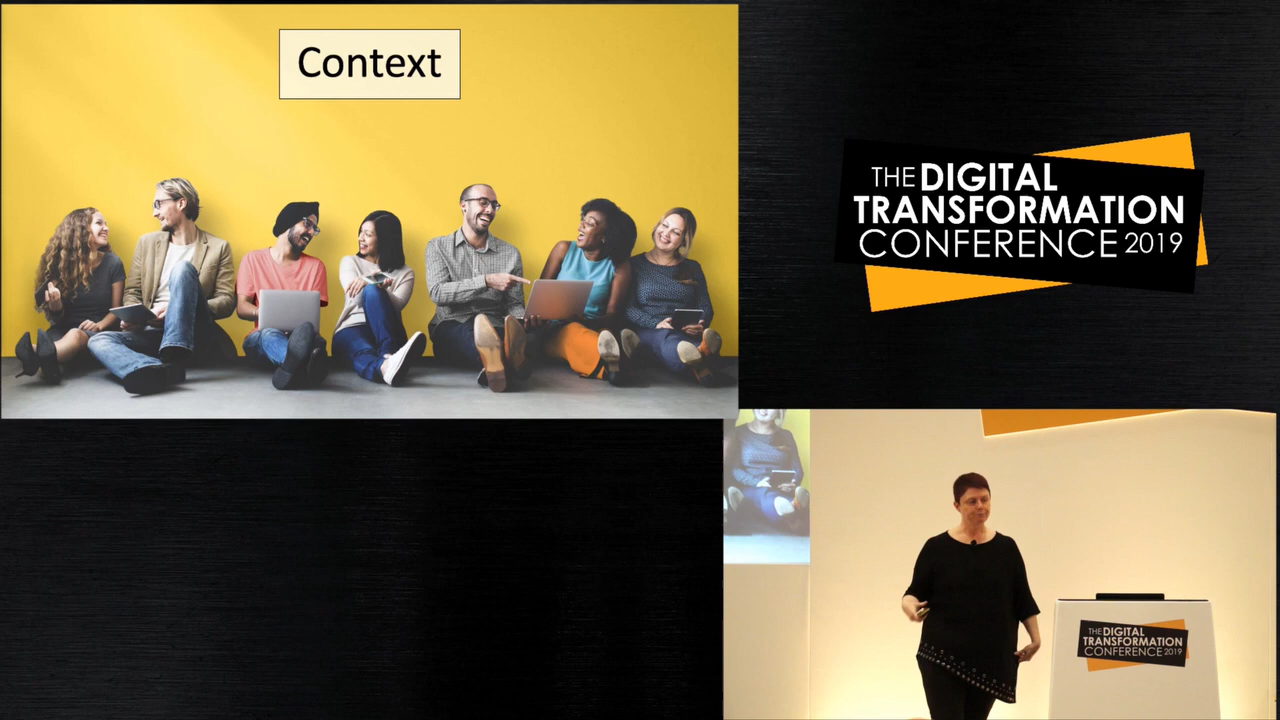 Context
THE DIGITAL
TRANSFORMATION
CONFERENCE 2019
THE DIGITAL
TRANSFORMATION
CONFERENCE 2019